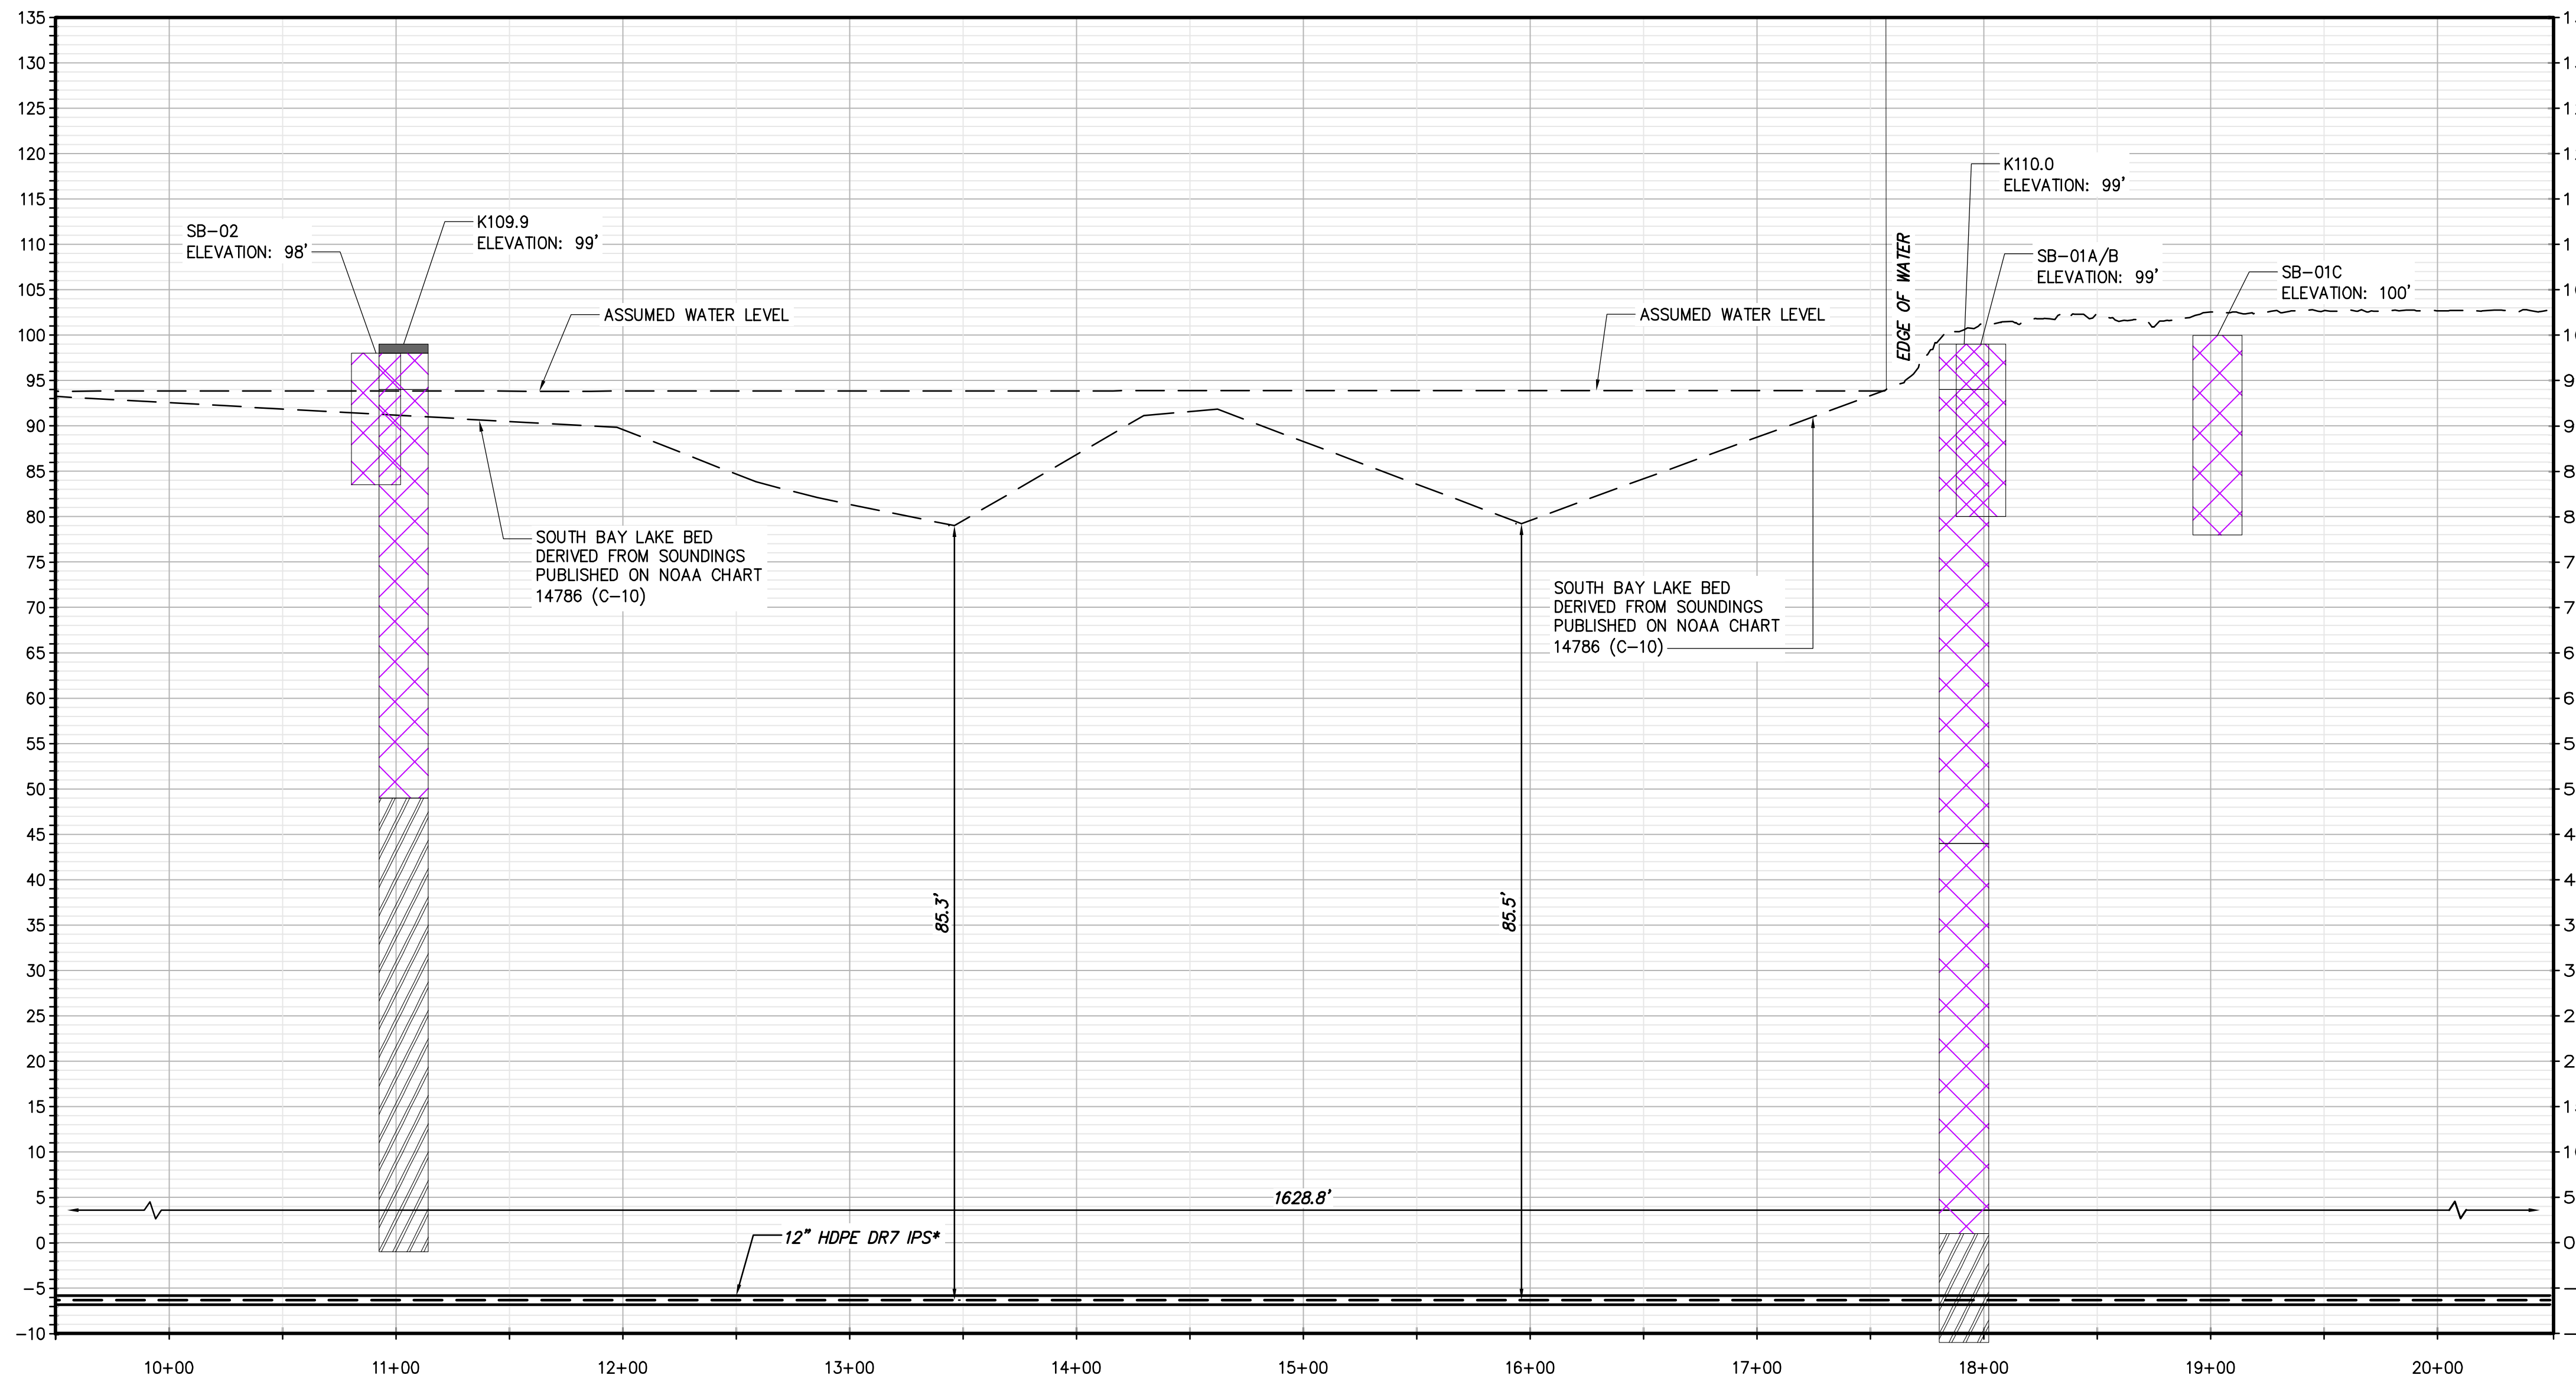 135
130
125
120
115
110
105
100
95
90
85
80
75
70
65
60
55
50
45
40
35
30
25
20
15
10
5
0
-5
-10
SB-02
ELEVATION: 98'
K109.9
ELEVATION: 99'
ASSUMED WATER LEVEL
SOUTH BAY LAKE BED
DERIVED FROM SOUNDINGS
PUBLISHED ON NOAA CHART
14786 (C-10)
85.3'
85.5'
ASSUMED WATER LEVEL
SOUTH BAY LAKE BED
DERIVED FROM SOUNDINGS
PUBLISHED ON NOAA CHART
14786 (C-10)
EDGE OF WATER
K110.0
ELEVATION: 99'
SB-01A/B
ELEVATION: 99'
SB-01C
ELEVATION: 100'
1628.8'
12" HDPE DR7 IPS*
5
0
10+00
11+00
12+00
13+00
14+00
15+00
16+00
17+00
18+00
19+00
20+00